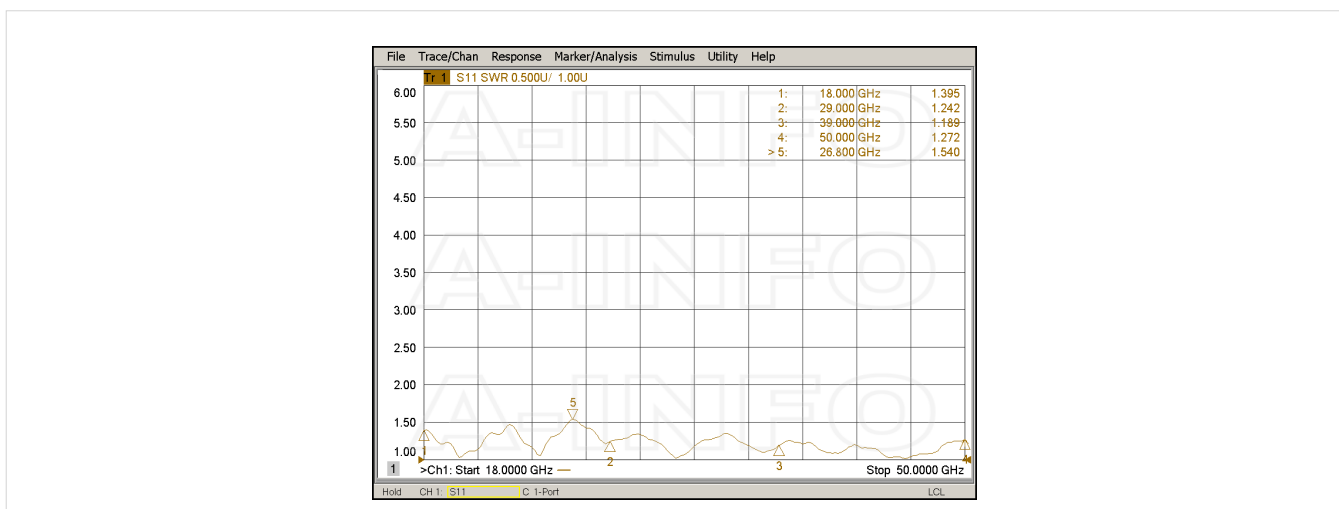 File Trace/Chan Response Marker/Analysis Stimulus Utility Help
Tr 1 S11 SWR 0.500U/ 1.00U
6.00
5.50
5.00
4.50
4.00
3.50
3.00
2.50
2.00
1.50
1.00
1: 18.000 GHz 1.395
2: 29.000 GHz 1.242
3: 39.000 GHz 1.189
4: 50.000 GHz 1.272
> 5: 26.800 GHz 1.540
A-INFO
A-INFO
A-INFO
5
1
2
3
4
1 >Ch1: Start 18.0000 GHz — Stop 50.0000 GHz
Hold CH 1: S11 C 1-Port LCL